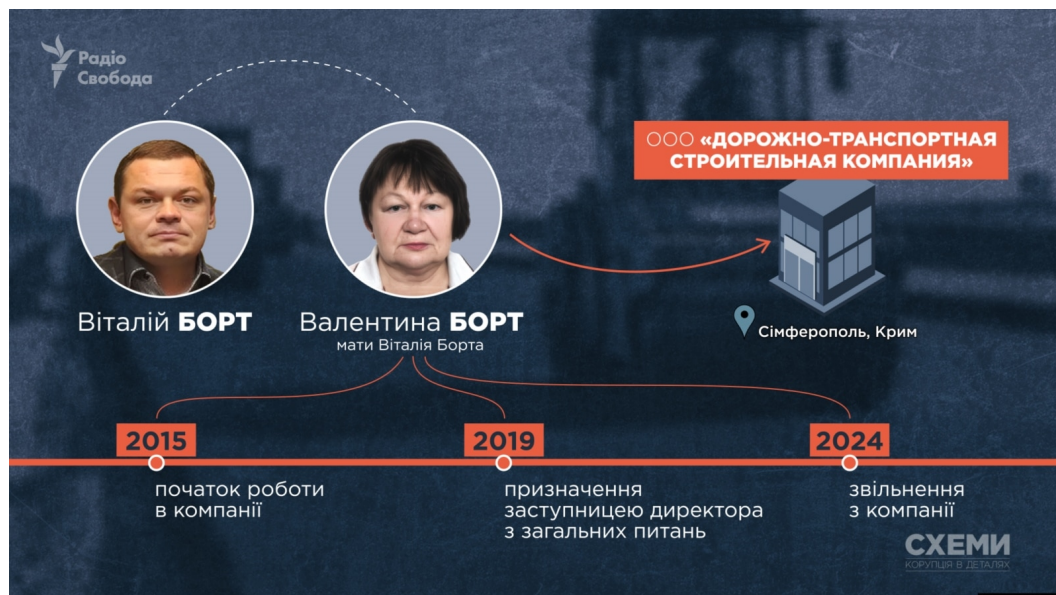 Радіо
Свобода
ООО «ДОРОЖНО-ТРАНСПОРТНАЯ
СТРОИТЕЛЬНАЯ КОМПАНИЯ»
Віталій БОРТ
Валентина БОРТ
мати Віталія Борта
Сімферополь, Крим
2015
2019
2024
початок роботи
в компанії
призначення
заступницею директора
з загальних питань
звільнення
з компанії
СХЕМИ
КОРУПЦІЯ В ДЕТАЛЯХ